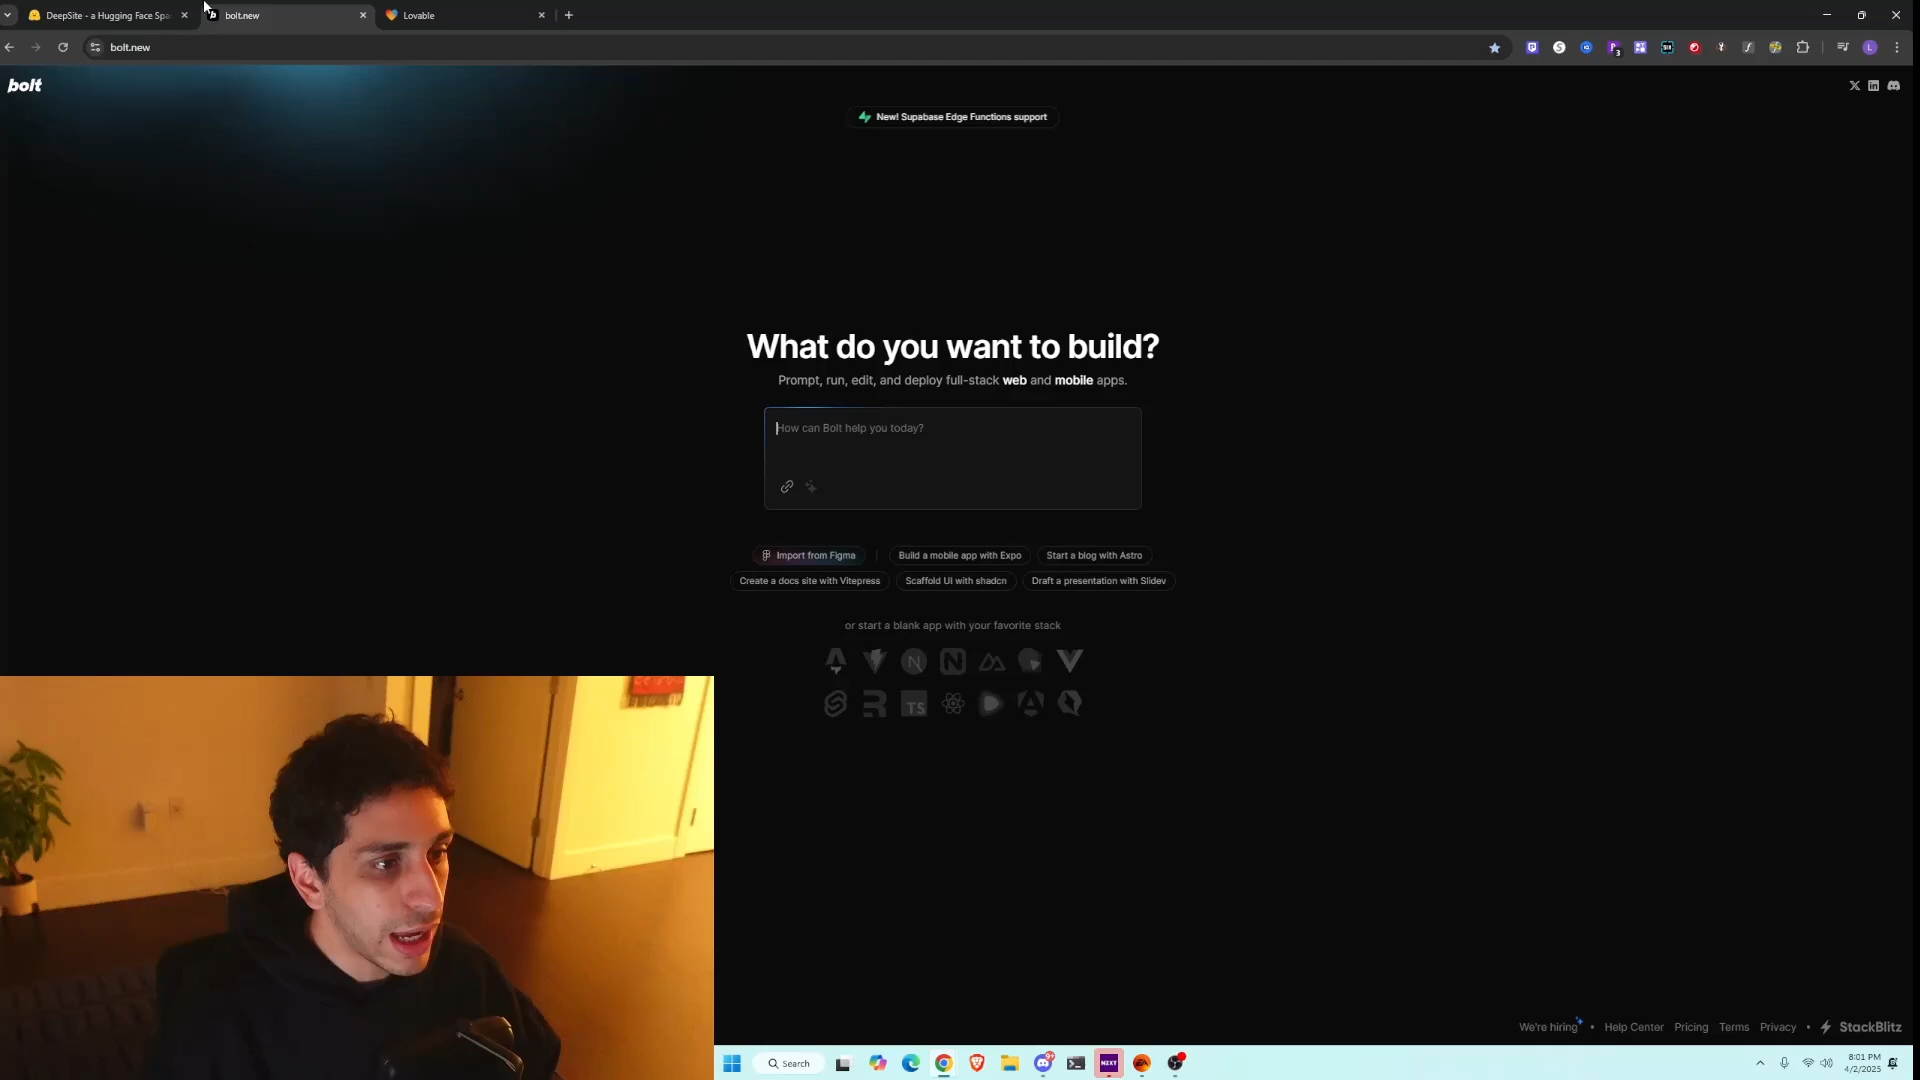 DeepSite - a Hugging Face Spa
bolt.new
Lovable
bolt.new
bolt
New! Supabase Edge Functions support
What do you want to build?
Prompt, run, edit, and deploy full-stack web and mobile apps.
How can Bolt help you today?
Import from Figma
Build a mobile app with Expo
Start a blog with Astro
Create a docs site with Vitepress
Scaffold UI with shadcn
Draft a presentation with Slidev
or start a blank app with your favorite stack
TS
We're hiring
Help Center
Pricing
Terms
Privacy
StackBlitz
Search
NEXT
8:01 PM
4/2/2025